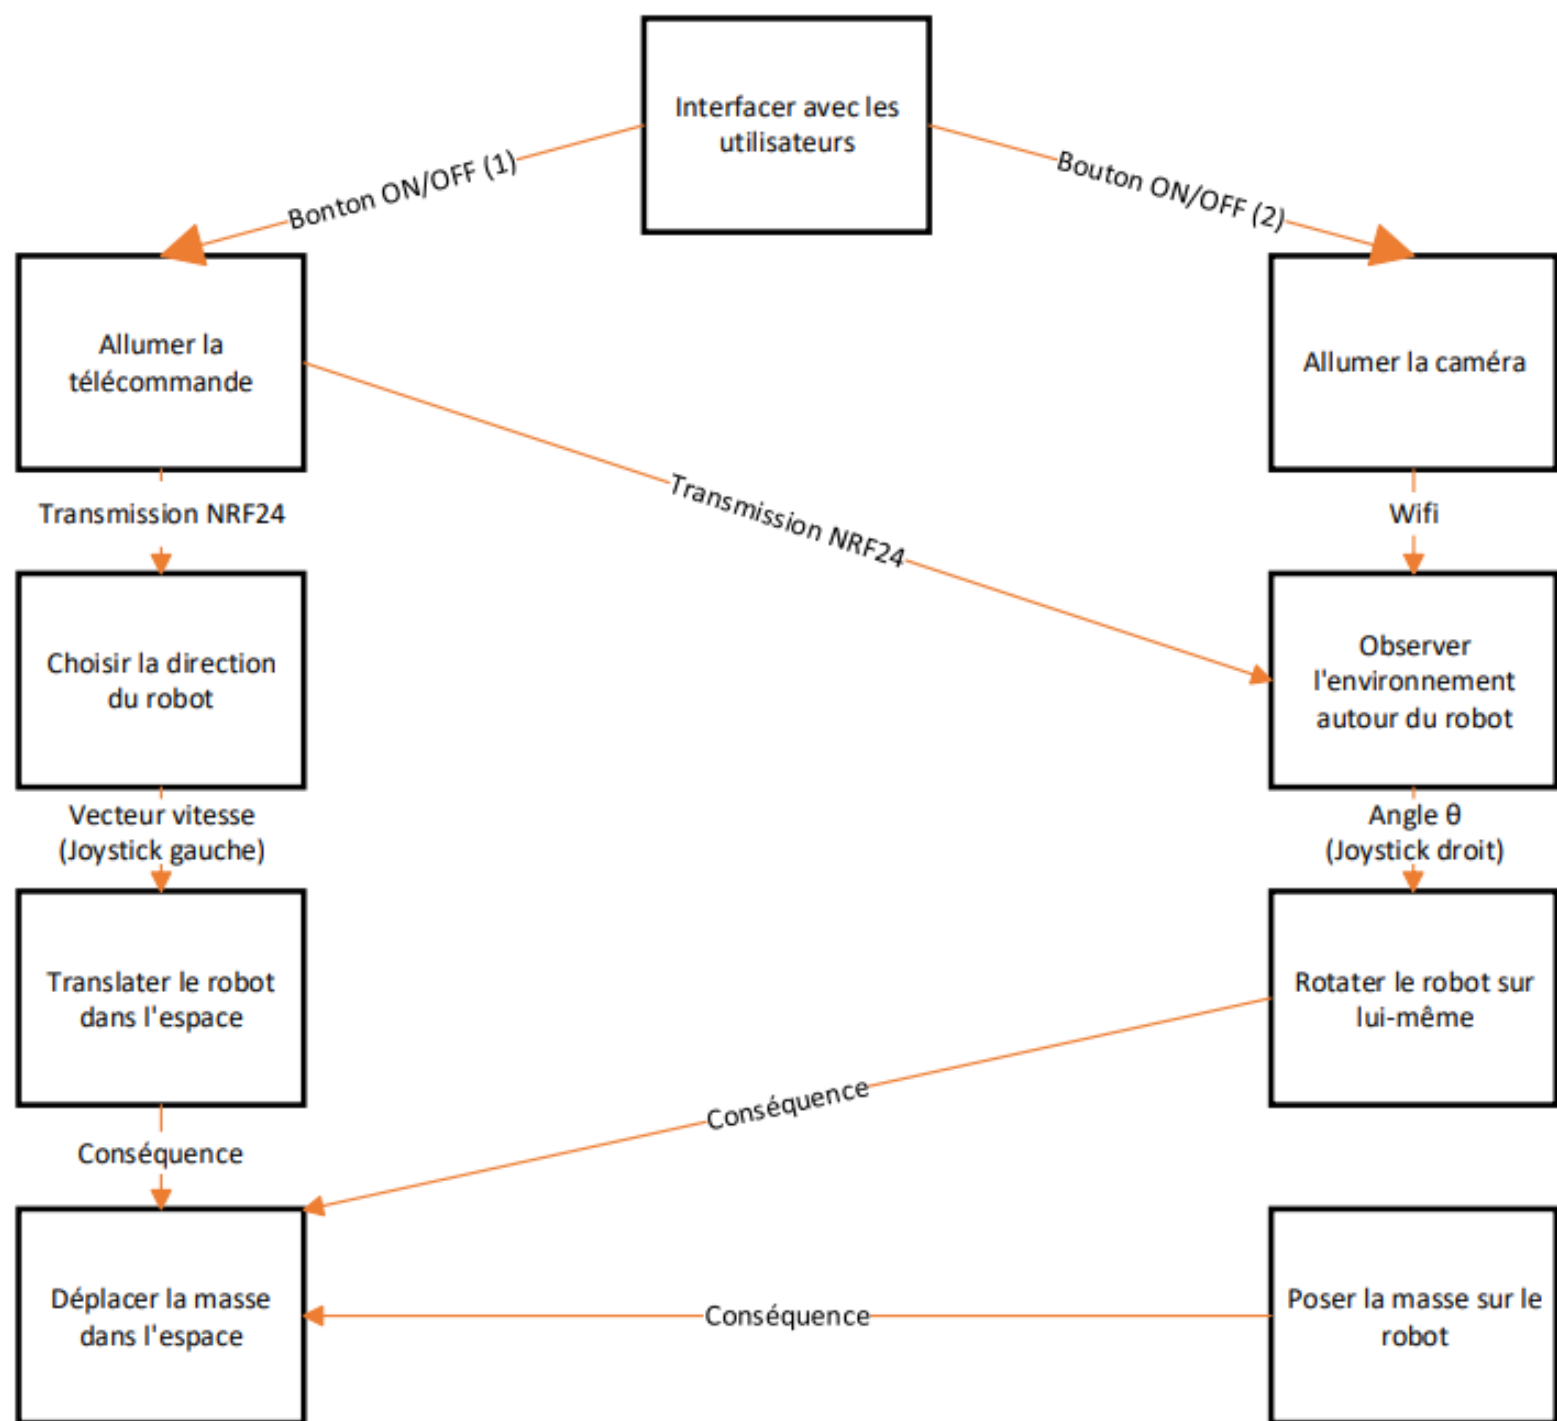 Interfacer avec les
utilisateurs
Bonton ON/OFF (1)
Bouton ON/OFF (2)
Allumer la
télécommande
Allumer la caméra
Transmission NRF24
Transmission NRF24
Wifi
Choisir la direction
du robot
Observer
l'environnement
autour du robot
Vecteur vitesse
(Joystick gauche)
Angle θ
(Joystick droit)
Translater le robot
dans l'espace
Rotater le robot sur
lui-même
Conséquence
Conséquence
Déplacer la masse
dans l'espace
Conséquence
Poser la masse sur le
robot